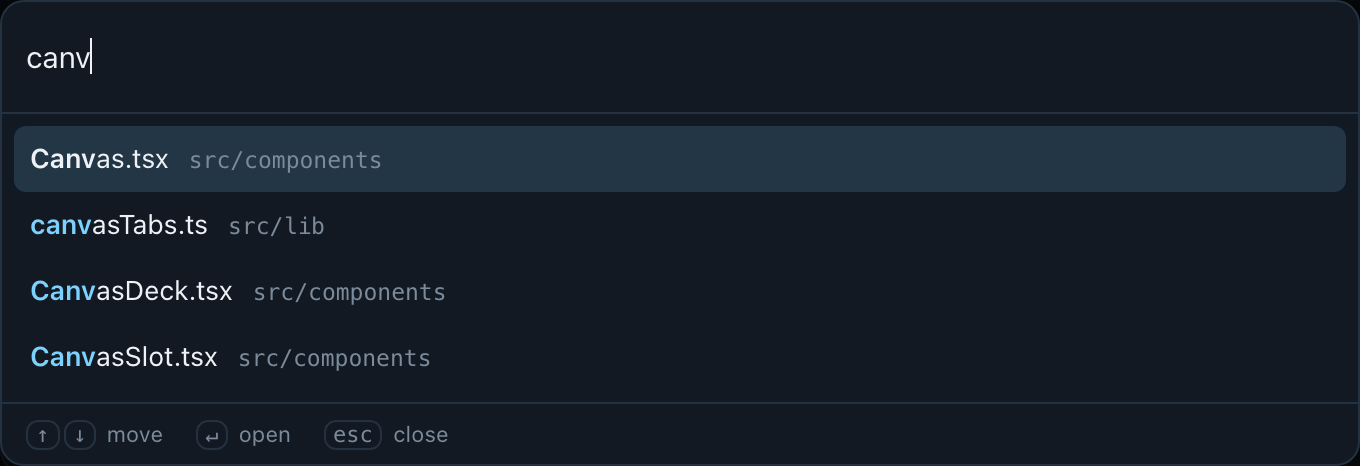 canv
Canvas.tsx src/components
canvasTabs.ts src/lib
CanvasDeck.tsx src/components
CanvasSlot.tsx src/components
↑ ↓ move ↵ open esc close